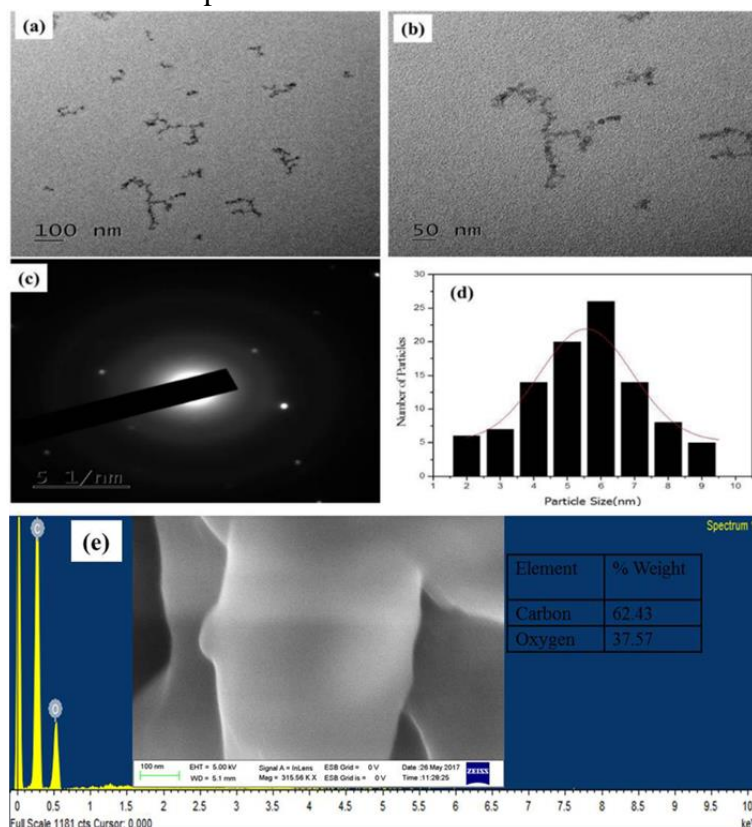 (a)
100 nm
(b)
50 nm
(c)
5 1/nm
(d)
Number of Particles
30
25
20
15
10
5
0
1 2 3 4 5 6 7 8 9 10
Particle Size(nm)
(e)
C
O
Spectrum
Element % Weight
Carbon 62.43
Oxygen 37.57
100 nm
EHT = 5.00 kV
WD = 5.1 mm
Signal A = InLens
Mag = 315.56 K X
ESB Grid = 0 V
ESB Grid is = 0 V
Date :26 May 2017
Time :11:28:25
ZEISS
0 0.5 1 1.5 2 2.5 3 3.5 4 4.5 5 5.5 6 6.5 7 7.5 8 8.5 9 9.5 10
Full Scale 1181 cts Cursor: 0.000